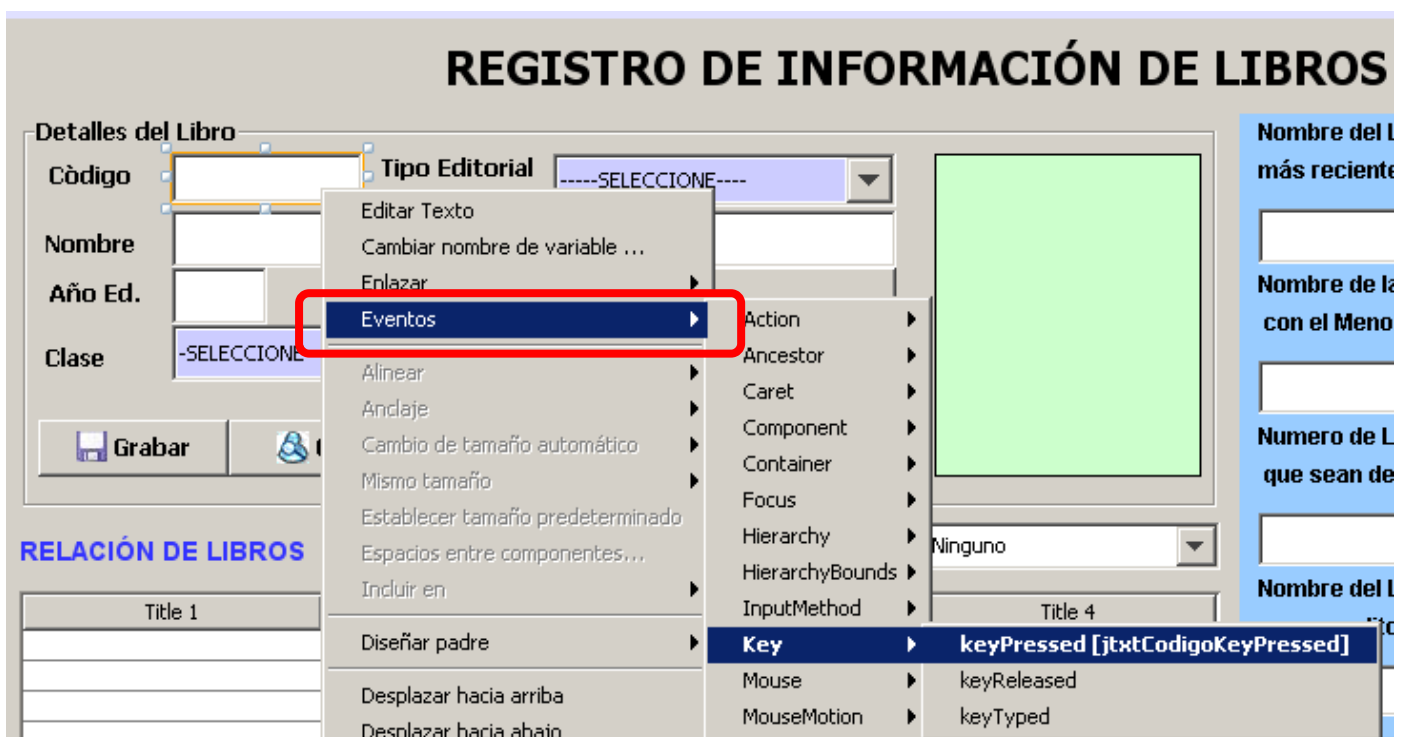 REGISTRO DE INFORMACIÓN DE LIBROS
Detalles del Libro
Còdigo
Tipo Editorial
-----SELECCIONE----
Nombre
Año Ed.
Clase
-SELECCIONE
Grabar
RELACIÓN DE LIBROS
Ninguno
Title 1
Title 4
Editar Texto
Cambiar nombre de variable ...
Enlazar
Eventos
Alinear
Anclaje
Cambio de tamaño automático
Mismo tamaño
Establecer tamaño predeterminado
Espacios entre componentes...
Incluir en
Diseñar padre
Desplazar hacia arriba
Desplazar hacia abajo
Action
Ancestor
Caret
Component
Container
Focus
Hierarchy
HierarchyBounds
InputMethod
Key
Mouse
MouseMotion
keyPressed [jtxtCodigoKeyPressed]
keyReleased
keyTyped
Nombre del
más reciente
Nombre de la
con el Meno
Numero de L
que sean de
Nombre del